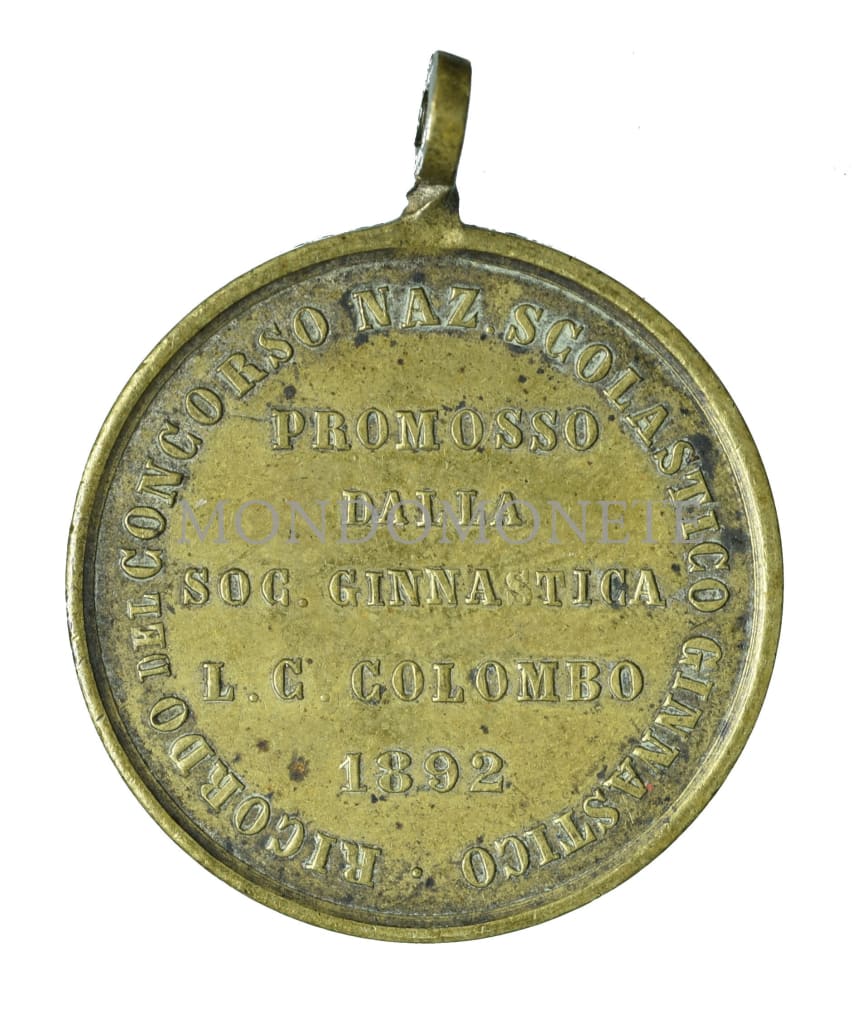 RICORDO DEL CONCORSO NAZ. SCOLASTICO GINNASTICO .
PROMOSSO
DALLA
SOC. GINNASTICA
L. C. COLOMBO
1892
MONDOMONETE